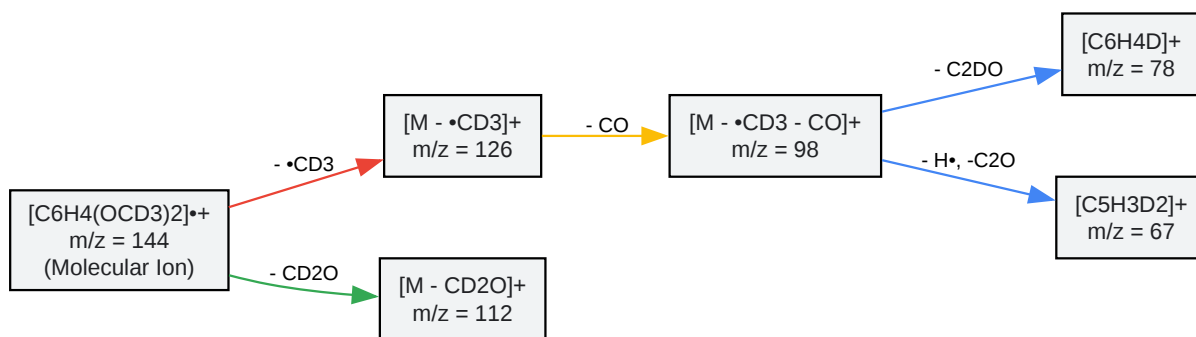 [C6H4(OCD3)2]•+
m/z = 144
(Molecular Ion)
- •CD3
- CD2O
[M - •CD3]+
m/z = 126
[M - CD2O]+
m/z = 112
- CO
[M - •CD3 - CO]+
m/z = 98
- C2DO
- H•, -C2O
[C6H4D]+
m/z = 78
[C5H3D2]+
m/z = 67